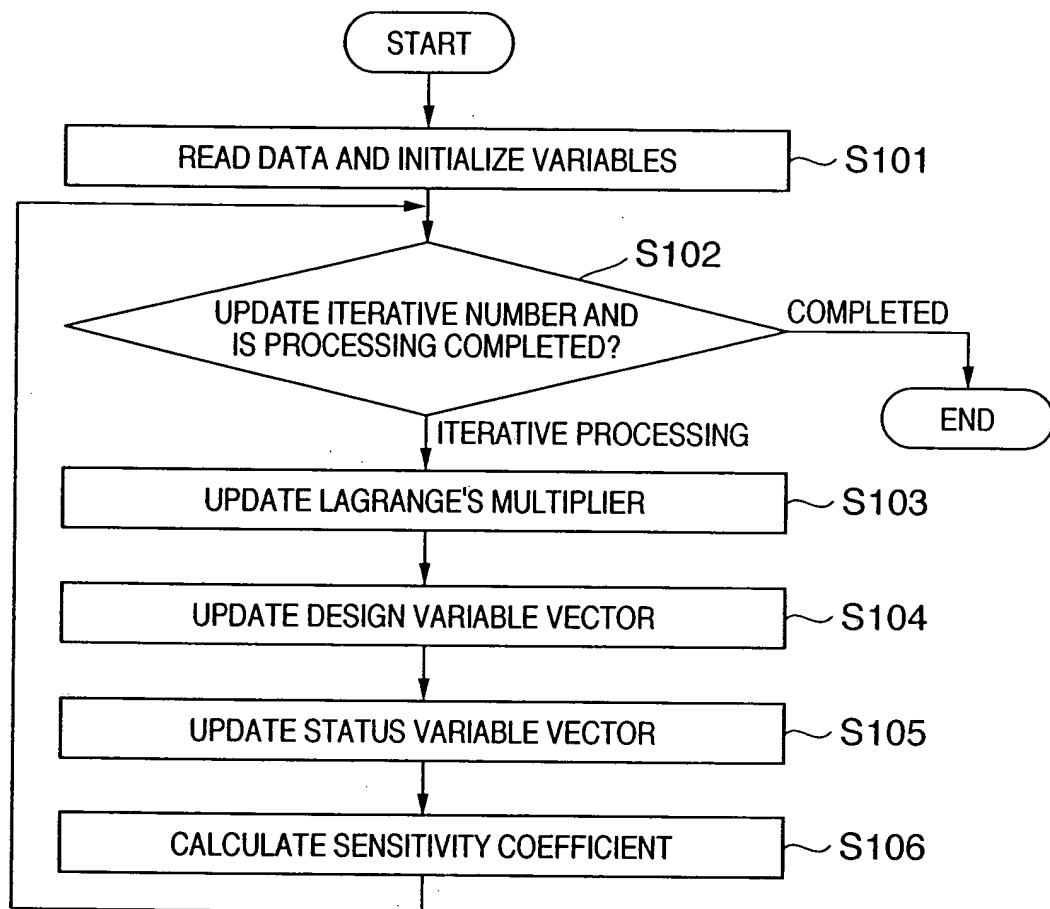 START
READ DATA AND INITIALIZE VARIABLES
S101
S102
UPDATE ITERATIVE NUMBER AND
IS PROCESSING COMPLETED?
COMPLETED
END
ITERATIVE PROCESSING
UPDATE LAGRANGE'S MULTIPLIER
S103
UPDATE DESIGN VARIABLE VECTOR
S104
UPDATE STATUS VARIABLE VECTOR
S105
CALCULATE SENSITIVITY COEFFICIENT
S106